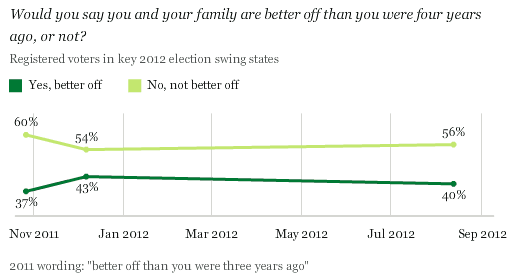 Would you say you and your family are better off than you were four years
ago, or not?
Registered voters in key 2012 election swing states
Yes, better off No, not better off
60%
54%
56%
37%
43%
40%
Nov 2011 Jan 2012 Mar 2012 May 2012 Jul 2012 Sep 2012
2011 wording: "better off than you were three years ago"